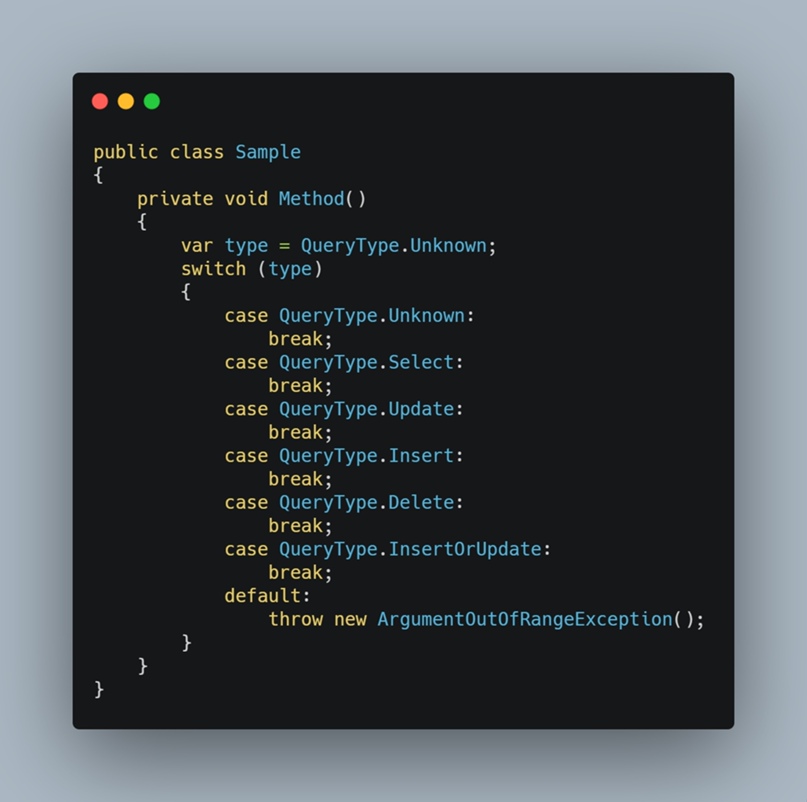 public class Sample
{
    private void Method()
    {
        var type = QueryType.Unknown;
        switch (type)
        {
            case QueryType.Unknown:
                break;
            case QueryType.Select:
                break;
            case QueryType.Update:
                break;
            case QueryType.Insert:
                break;
            case QueryType.Delete:
                break;
            case QueryType.InsertOrUpdate:
                break;
            default:
                throw new ArgumentOutOfRangeException();
        }
    }
}